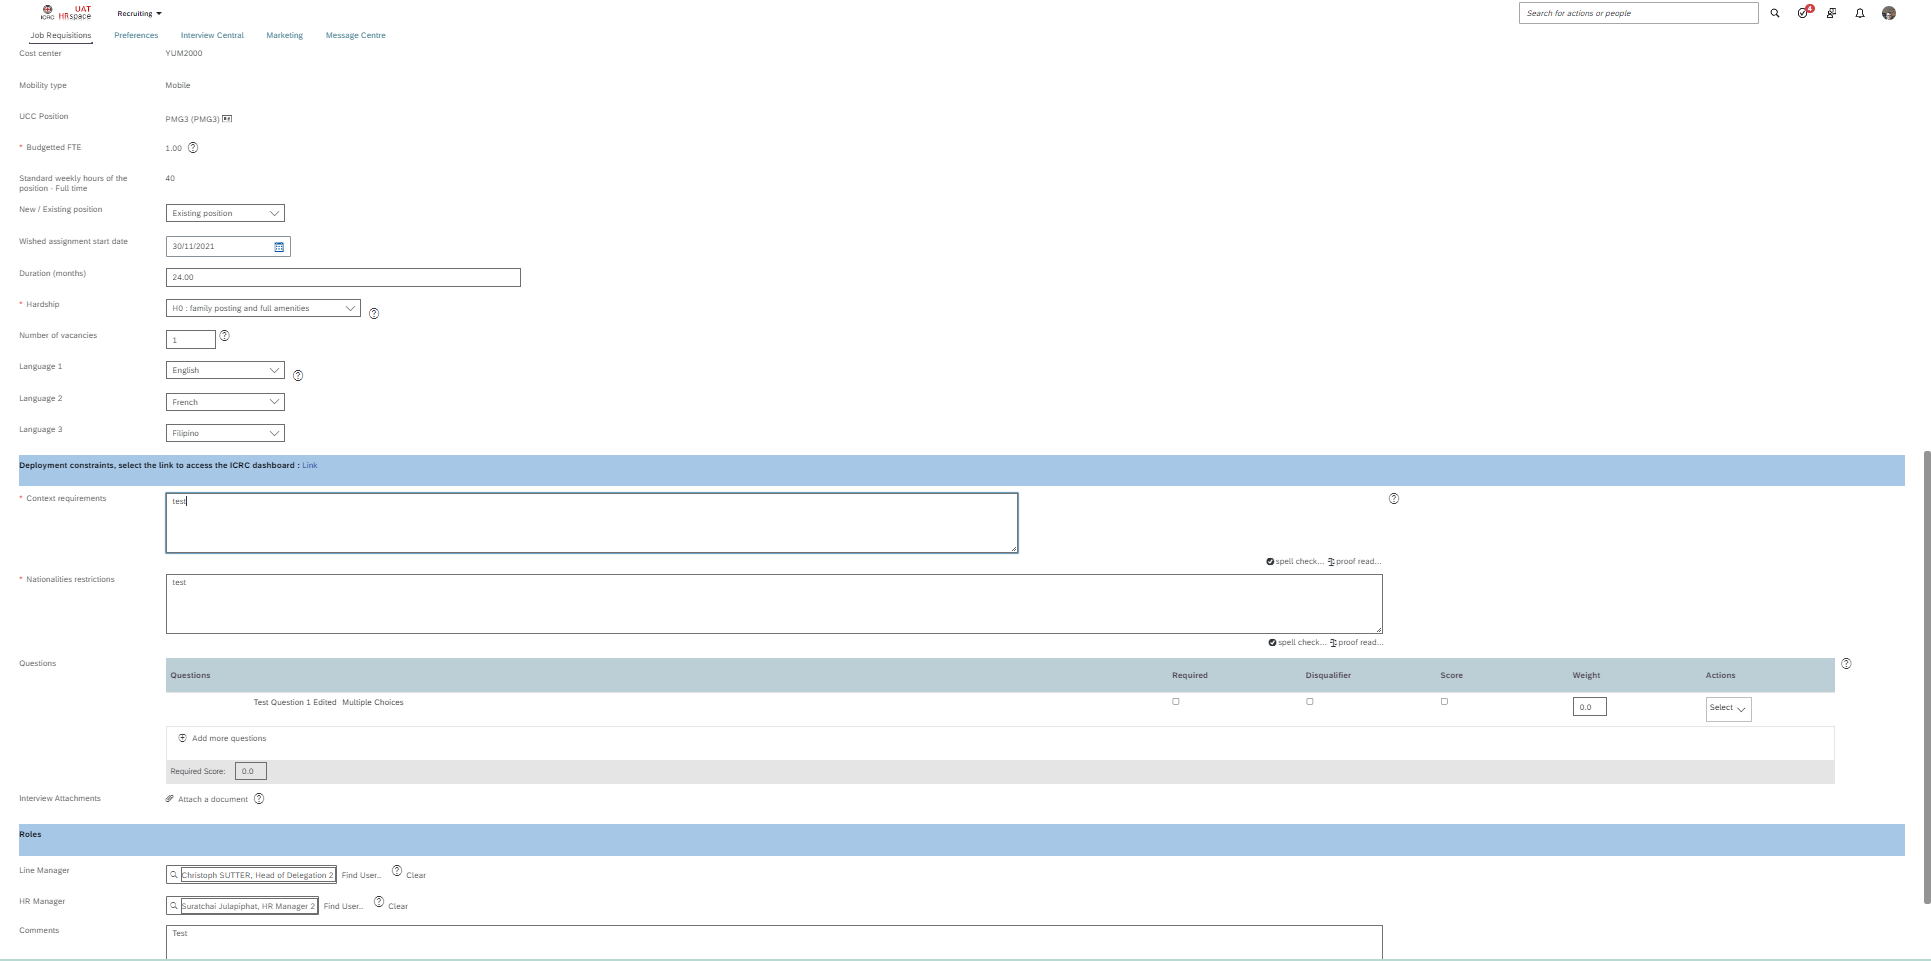 UAT
ICRC HRspace
Recruiting
Search for actions or people
4
Job Requisitions Preferences Interview Central Marketing Message Centre
Cost center YUM2000
Mobility type Mobile
UCC Position PMG3 (PMG3)
* Budgetted FTE 1.00 ?
Standard weekly hours of the
position - Full time 40
New / Existing position Existing position
Wished assignment start date 30/11/2021
Duration (months) 24.00
* Hardship H0 : family posting and full amenities ?
Number of vacancies 1 ?
Language 1 English ?
Language 2 French
Language 3 Filipino
Deployment constraints, select the link to access the ICRC dashboard : Link
* Context requirements test ?
spell check... proof read...
* Nationalities restrictions test
spell check... proof read...
Questions ?
Questions Required Disqualifier Score Weight Actions
Test Question 1 Edited Multiple Choices 0.0 Select
Add more questions
Required Score: 0.0
Interview Attachments Attach a document ?
Roles
Line Manager Christoph SUTTER, Head of Delegation 2 Find User... ? Clear
HR Manager Suratchai Julapiphat, HR Manager 2 Find User... ? Clear
Comments Test